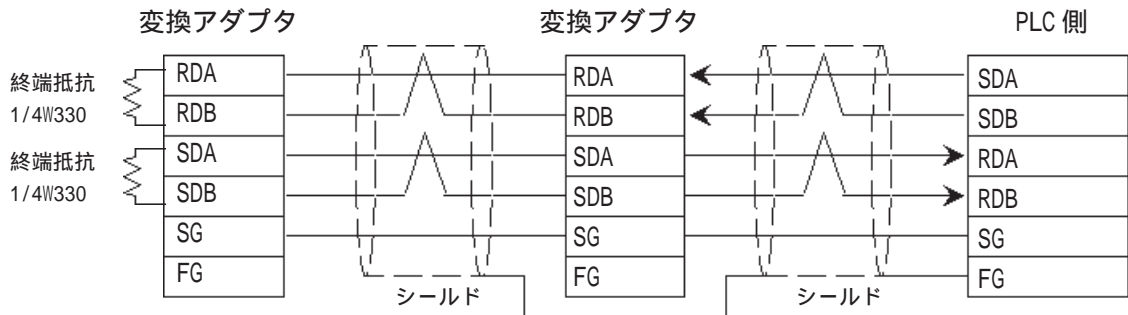 変換アダプタ 変換アダプタ PLC 側
終端抵抗
1/4W330
終端抵抗
1/4W330
RDA
RDB
SDA
SDB
SG
FG
シールド
RDA
RDB
SDA
SDB
SG
FG
シールド
SDA
SDB
RDA
RDB
SG
FG